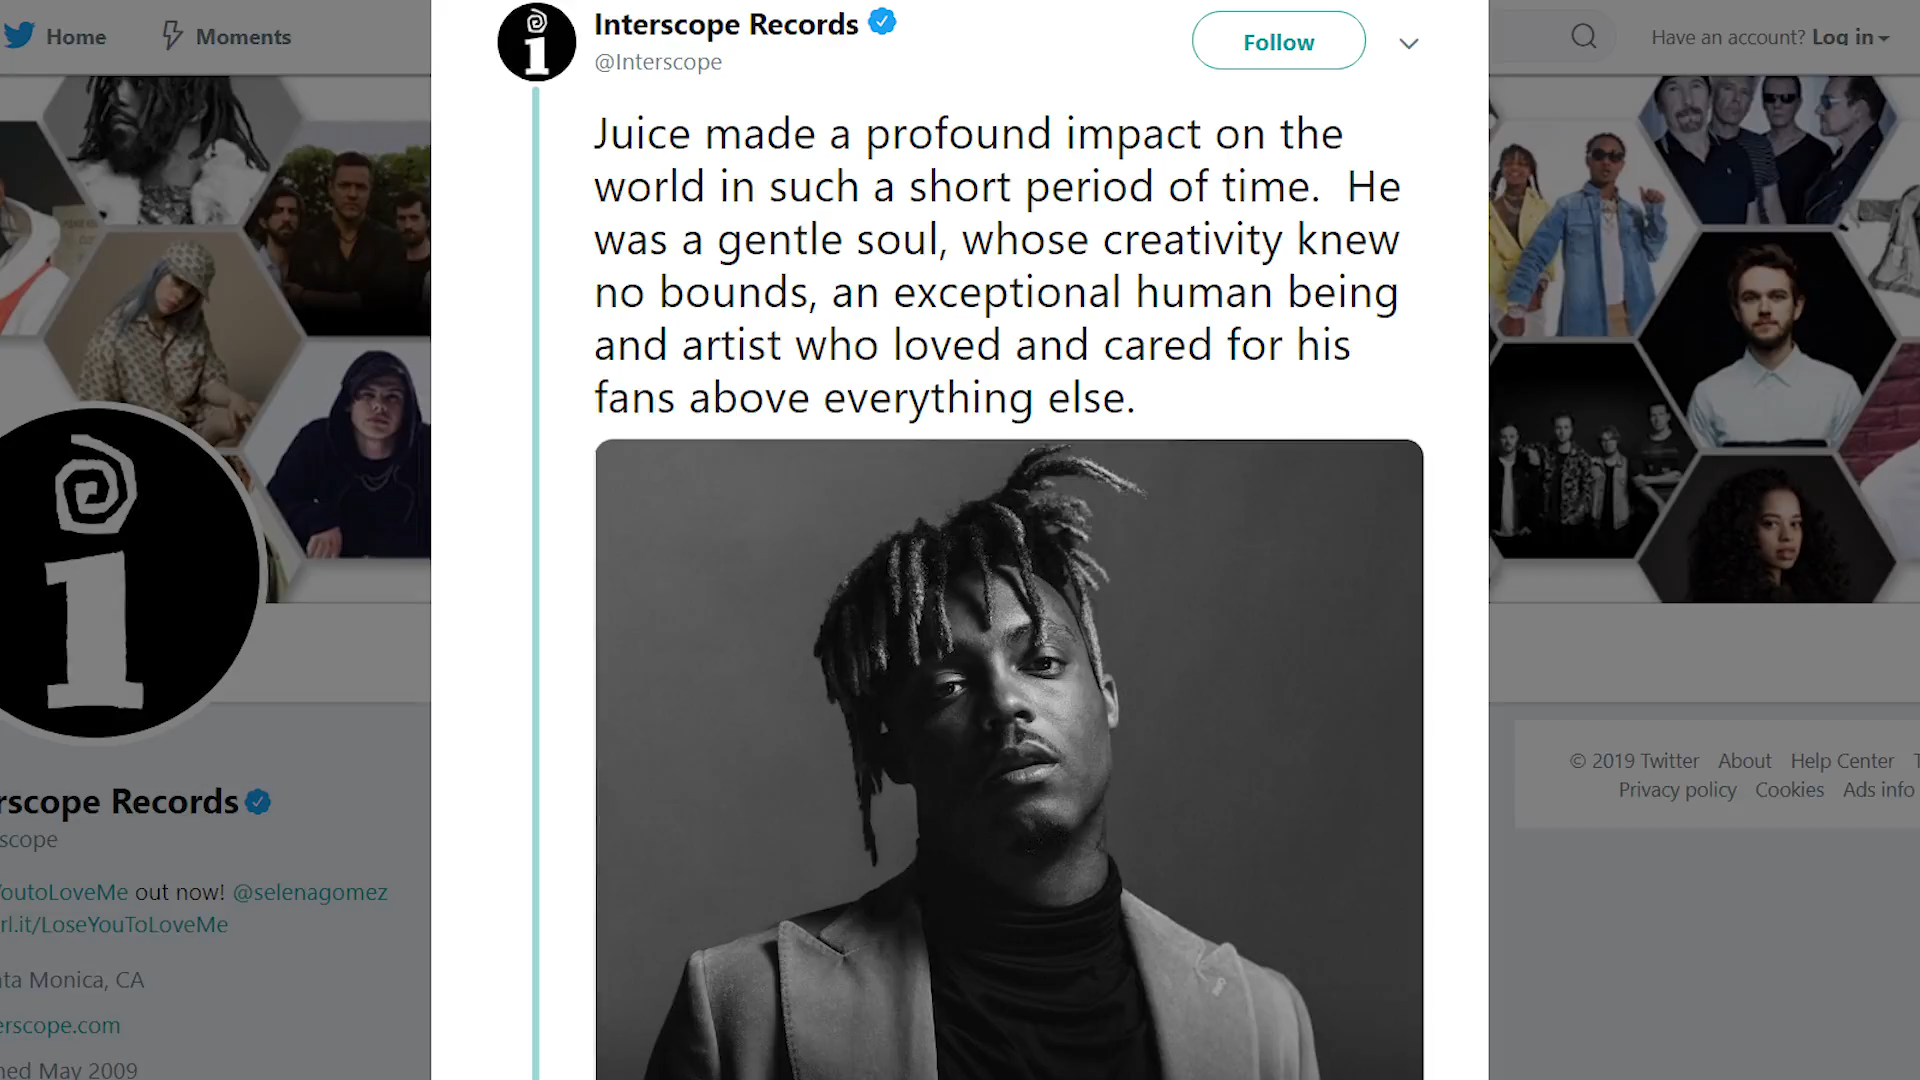 Home
Moments
Interscope Records
@Interscope
Follow
Have an account? Log in
Juice made a profound impact on the
world in such a short period of time.  He
was a gentle soul, whose creativity knew
no bounds, an exceptional human being
and artist who loved and cared for his
fans above everything else.
rscope Records
scope
YoutoLoveMe out now! @selenagomez
rl.it/LoseYouToLoveMe
ta Monica, CA
erscope.com
ned May 2009
© 2019 Twitter About Help Center T
Privacy policy Cookies Ads info